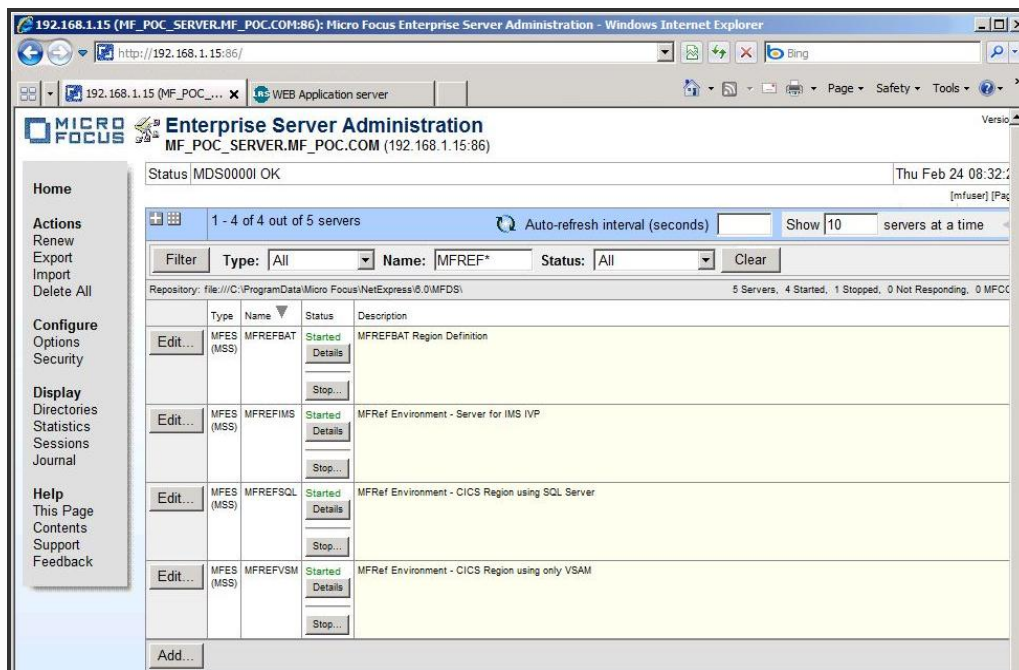 192.168.1.15 (MF_POC_SERVER.MF_POC.COM:86): Micro Focus Enterprise Server Administration - Windows Internet Explorer
http://192.168.1.15:86/
Bing
192.168.1.15 (MF_POC_... X
WEB Application server
Page Safety Tools
MICRO FOCUS
Enterprise Server Administration
MF_POC_SERVER.MF_POC.COM (192.168.1.15:86)
Versio
Status MDS0000I OK
Thu Feb 24 08:32:2
[mfuser] [Pag
Home
Actions
Renew
Export
Import
Delete All
Configure
Options
Security
Display
Directories
Statistics
Sessions
Journal
Help
This Page
Contents
Support
Feedback
1 - 4 of 4 out of 5 servers
Auto-refresh interval (seconds)
Show 10 servers at a time
Filter Type: All Name: MFREF* Status: All Clear
Repository: file:///C:\ProgramData\Micro Focus\NetExpress\6.0\MFDS\
5 Servers, 4 Started, 1 Stopped, 0 Not Responding, 0 MFCC
Type Name Status Description
Edit... MFES (MSS) MFREFBAT Started MFREFBAT Region Definition
Details
Stop...
Edit... MFES (MSS) MFREFIMS Started MFRef Environment - Server for IMS IVP
Details
Stop...
Edit... MFES (MSS) MFREFSQL Started MFRef Environment - CICS Region using SQL Server
Details
Stop...
Edit... MFES (MSS) MFREFVSM Started MFRef Environment - CICS Region using only VSAM
Details
Stop...
Add...